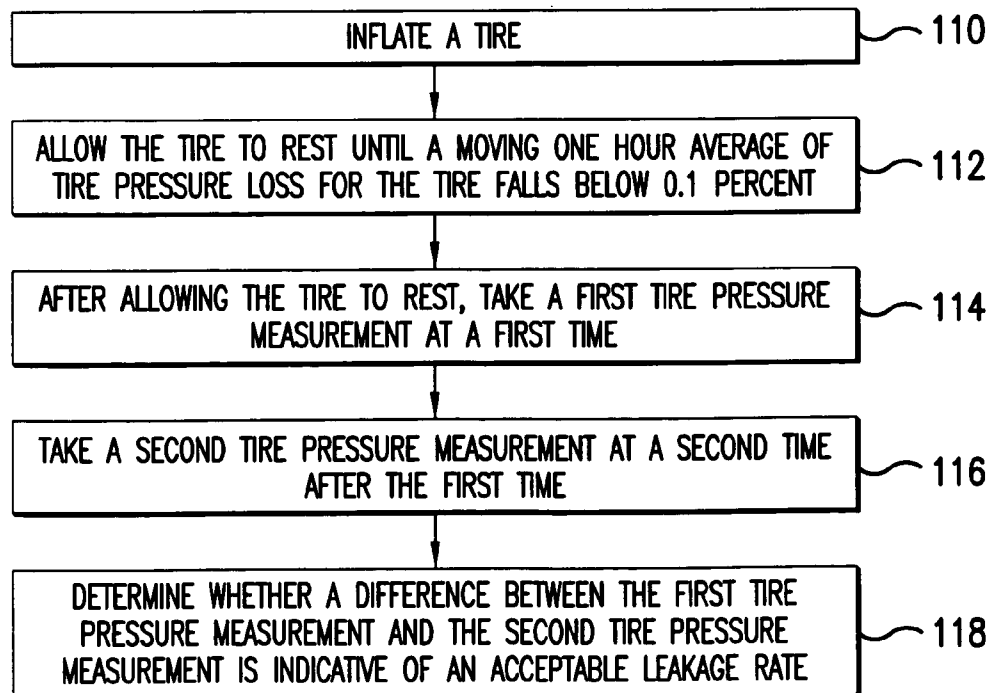 INFLATE A TIRE
110
ALLOW THE TIRE TO REST UNTIL A MOVING ONE HOUR AVERAGE OF
TIRE PRESSURE LOSS FOR THE TIRE FALLS BELOW 0.1 PERCENT
112
AFTER ALLOWING THE TIRE TO REST, TAKE A FIRST TIRE PRESSURE
MEASUREMENT AT A FIRST TIME
114
TAKE A SECOND TIRE PRESSURE MEASUREMENT AT A SECOND TIME
AFTER THE FIRST TIME
116
DETERMINE WHETHER A DIFFERENCE BETWEEN THE FIRST TIRE
PRESSURE MEASUREMENT AND THE SECOND TIRE PRESSURE
MEASUREMENT IS INDICATIVE OF AN ACCEPTABLE LEAKAGE RATE
118